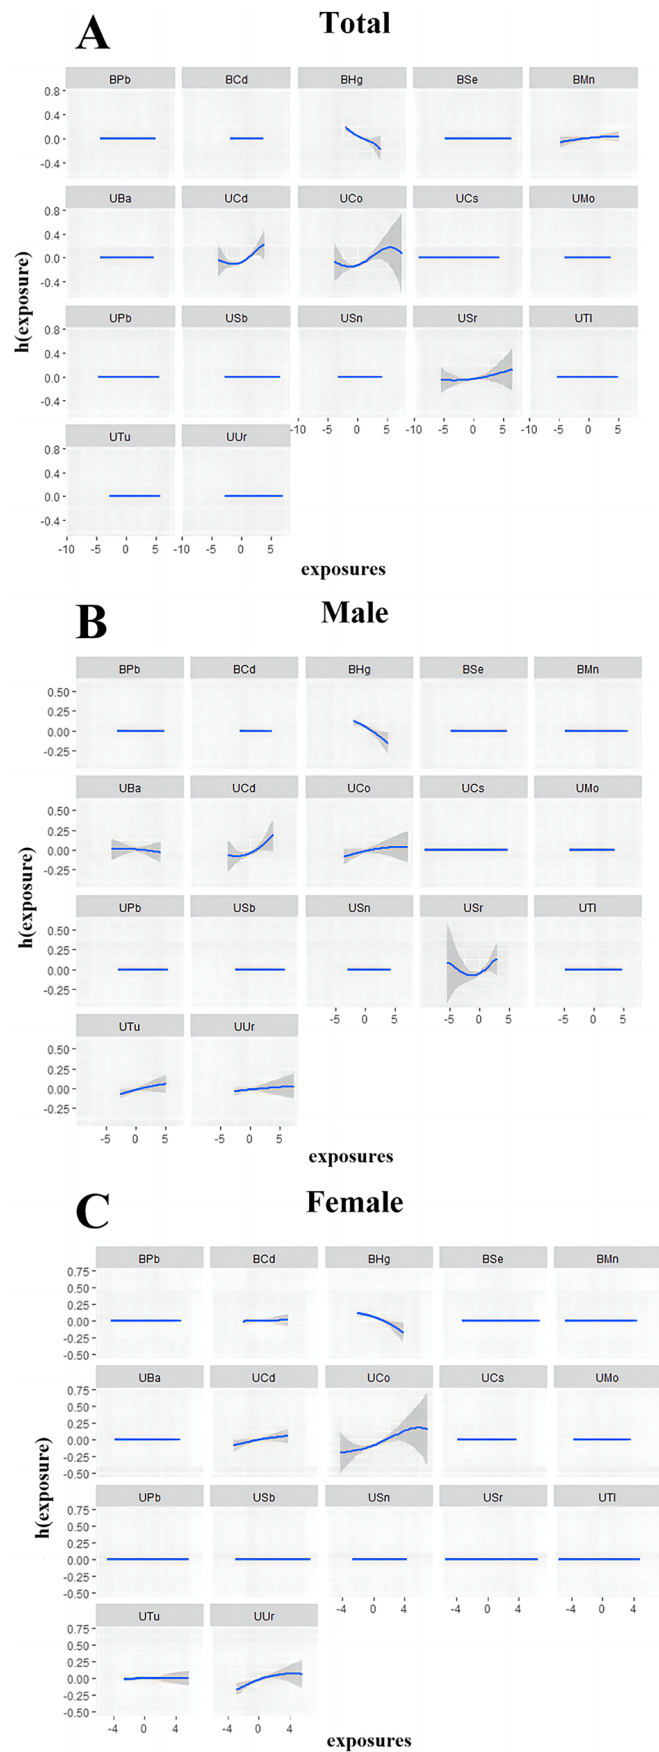 A Total
BPb BCd BHg BSe BMn
0.8
0.4
0.0
-0.4
UBa UCd UCo UCs UMo
0.8
0.4
0.0
-0.4
h(exposure)
UPb USb USn USr UTl
0.8
0.4
0.0
-0.4
-10 -5 0 5 -10 -5 0 5 -10 -5 0 5
UTu UUr
0.8
0.4
0.0
-0.4
-10 -5 0 5 -10 -5 0 5
exposures
B Male
BPb BCd BHg BSe BMn
0.50
0.25
0.00
-0.25
UBa UCd UCo UCs UMo
0.50
0.25
0.00
-0.25
h(exposure)
UPb USb USn USr UTl
0.50
0.25
0.00
-0.25
-5 0 5 -5 0 5 -5 0 5
UTu UUr
0.50
0.25
0.00
-0.25
-5 0 5 -5 0 5
exposures
C Female
BPb BCd BHg BSe BMn
0.75
0.50
0.25
0.00
-0.25
-0.50
UBa UCd UCo UCs UMo
0.75
0.50
0.25
0.00
-0.25
-0.50
h(exposure)
UPb USb USn USr UTl
0.75
0.50
0.25
0.00
-0.25
-0.50
-4 0 4 -4 0 4 -4 0 4
UTu UUr
0.75
0.50
0.25
0.00
-0.25
-0.50
-4 0 4 -4 0 4
exposures